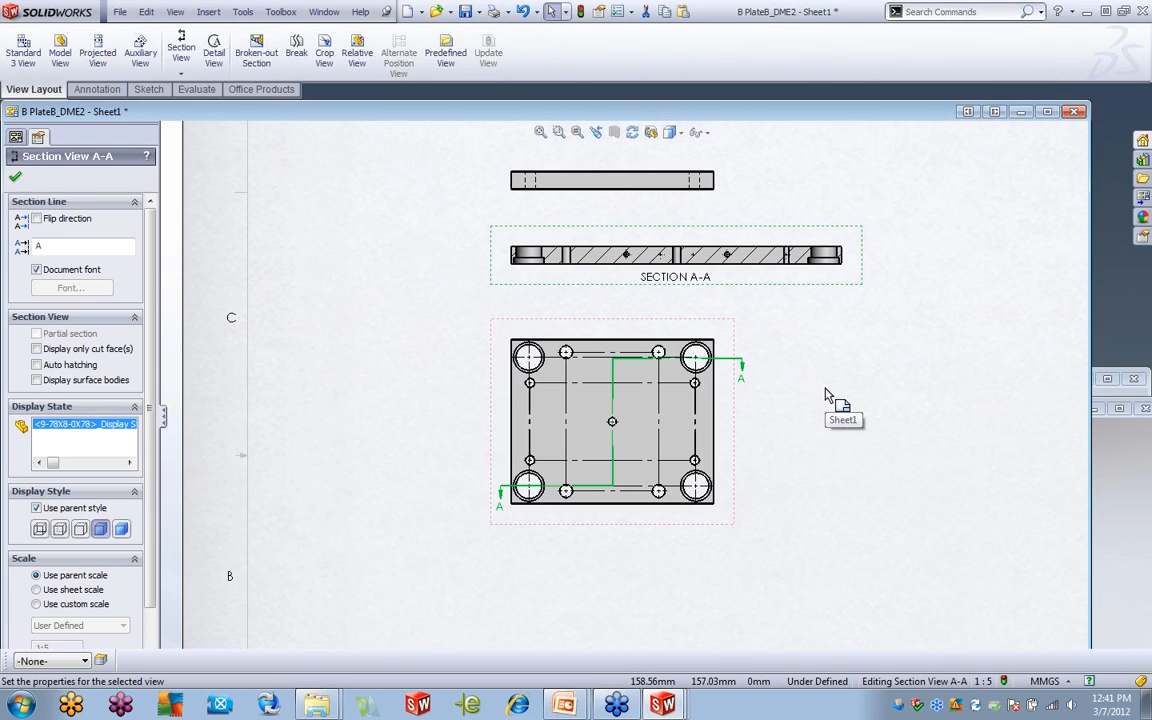 SOLIDWORKS File Edit View Insert Tools Toolbox Window Help B PlateB_DME2 - Sheet1 * Search Commands
Standard 3 View
Model View
Projected View
Auxiliary View
Section View
Detail View
Broken-out Section
Break
Crop View
Relative View
Alternate Position View
Predefined View
Update View
View Layout Annotation Sketch Evaluate Office Products
B PlateB_DME2 - Sheet1 *
Section View A-A ?
Section Line
Flip direction
A
Document font
Font...
Section View
Partial section
Display only cut face(s)
Auto hatching
Display surface bodies
Display State
<9-78X8-0X78>_Display S
Display Style
Use parent style
Scale
Use parent scale
Use sheet scale
Use custom scale
User Defined
1:5
-None-
SECTION A-A
C
A
A
B
Sheet1
Set the properties for the selected view 158.56mm 157.03mm 0mm Under Defined Editing Section View A-A 1 : 5 MMGS
12:41 PM
3/7/2012